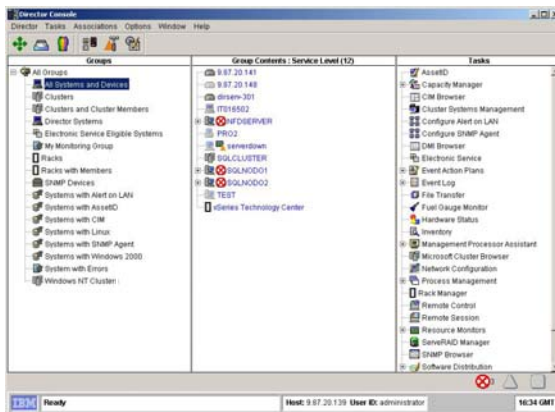 Director Console
Director Tasks Associations Options Window Help
Groups
All Groups
All Systems and Devices
Clusters
Clusters and Cluster Members
Director Systems
Electronic Service Eligible Systems
My Monitoring Group
Racks
Racks with Members
SNMP Devices
Systems with Alert on LAN
Systems with AssetID
Systems with CIM
Systems with Linux
Systems with SNMP Agent
Systems with Windows 2000
System with Errors
Windows NT Clusters
Group Contents : Service Level (12)
9.67.20.141
9.67.20.148
dirsen-301
IT016502
NFDSERVER
PRO2
serverdown
SQLCLUSTER
SQLNODO1
SQLNODO2
TEST
xSeries Technology Center
Tasks
AssetID
Capacity Manager
CIM Browser
Cluster Systems Management
Configure Alert on LAN
Configure SNMP Agent
DMI Browser
Electronic Service
Event Action Plans
Event Log
File Transfer
Fuel Gauge Monitor
Hardware Status
Inventory
Management Processor Assistant
Microsoft Cluster Browser
Network Configuration
Process Management
Rack Manager
Remote Control
Remote Session
Resource Monitors
ServeRAID Manager
SNMP Browser
Software Distribution
3
IBM Ready Host: 9.67.20.139 User ID: administrator 16:34 GMT